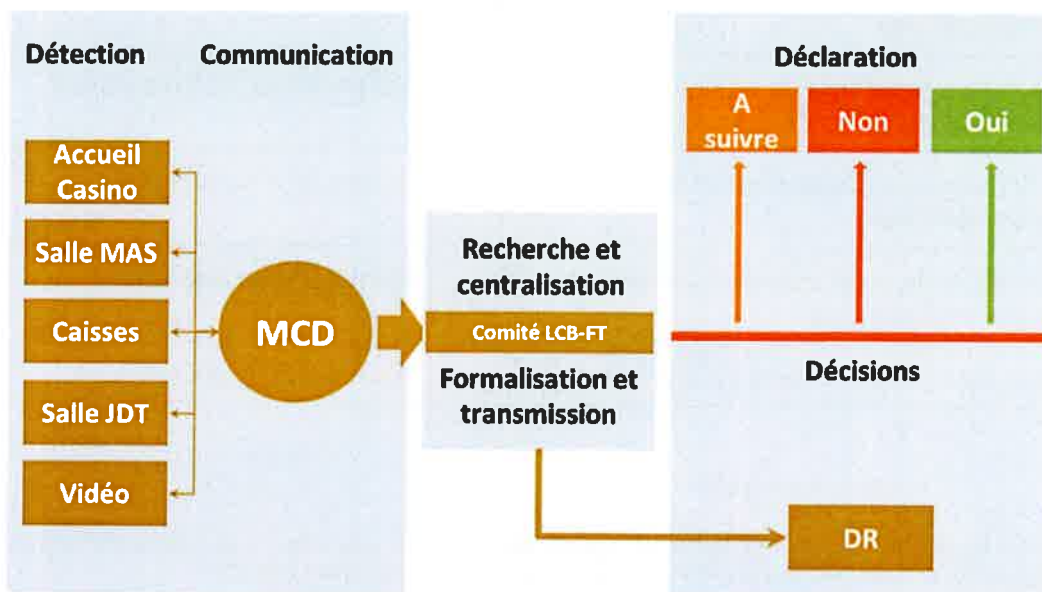 Détection
Communication
Accueil
Casino
Salle MAS
Caisses
Salle JDT
Vidéo
MCD
Recherche et
centralisation
Comité LCB-FT
Formalisation et
transmission
Déclaration
A
suivre
Non
Oui
Décisions
DR